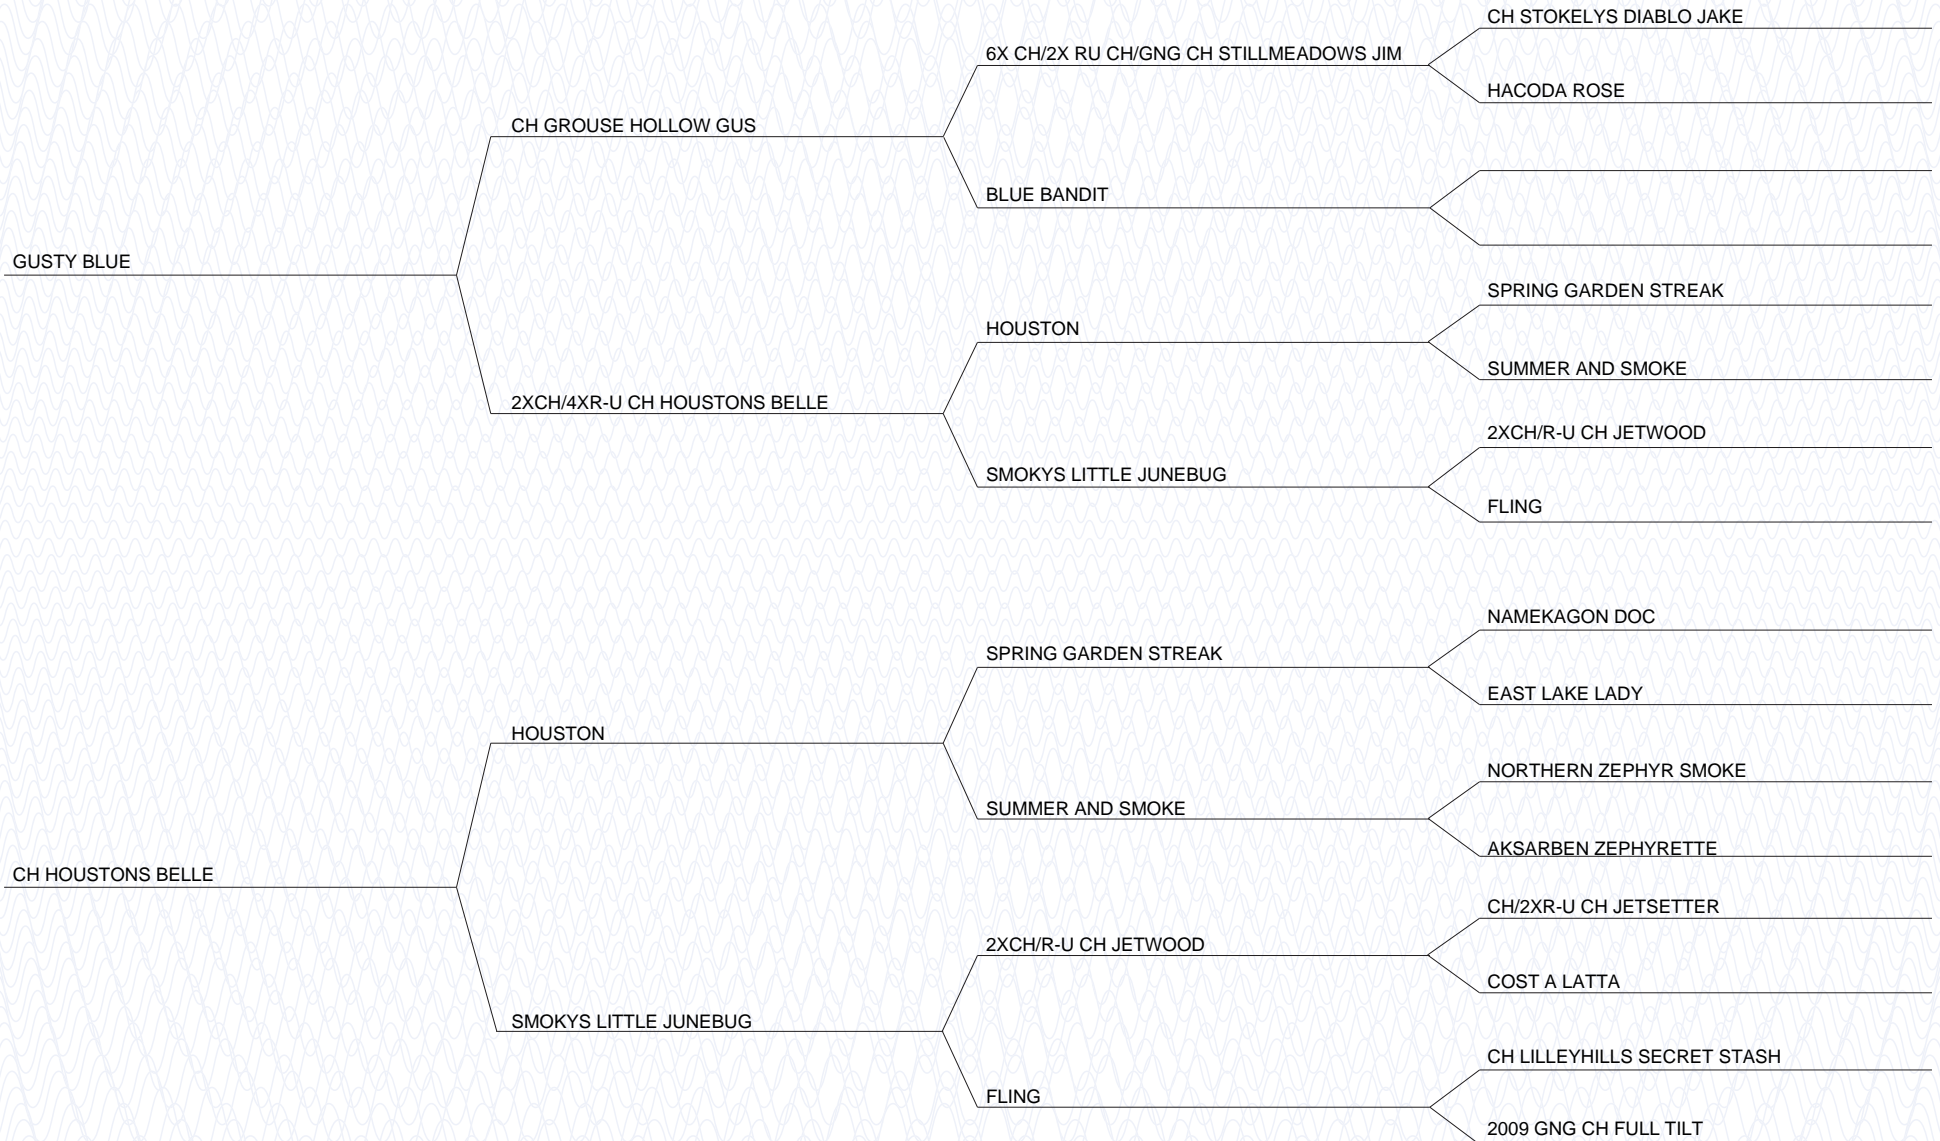 CH STOKELYS DIABLO JAKE
6X CH/2X RU CH/GNG CH STILLMEADOWS JIM
HACODA ROSE
CH GROUSE HOLLOW GUS
BLUE BANDIT
GUSTY BLUE
SPRING GARDEN STREAK
HOUSTON
SUMMER AND SMOKE
2XCH/4XR-U CH HOUSTONS BELLE
2XCH/R-U CH JETWOOD
SMOKYS LITTLE JUNEBUG
FLING
NAMEKAGON DOC
SPRING GARDEN STREAK
EAST LAKE LADY
HOUSTON
NORTHERN ZEPHYR SMOKE
SUMMER AND SMOKE
AKSARBEN ZEPHYRETTE
CH HOUSTONS BELLE
CH/2XR-U CH JETSETTER
2XCH/R-U CH JETWOOD
COST A LATTA
SMOKYS LITTLE JUNEBUG
CH LILLEYHILLS SECRET STASH
FLING
2009 GNG CH FULL TILT